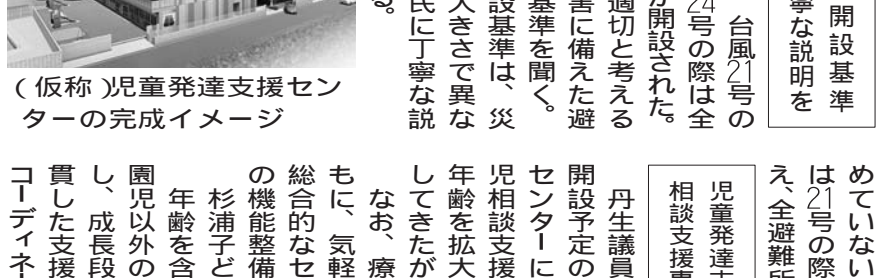 開設基準
寧な説明を
台風21号の
24号の際は全
が開設された。
適切と考える
害に備えた避
基準を聞く。
設基準は、災
大きさで異な
民に丁寧な説
る。
(仮称)児童発達支援セン
ターの完成イメージ
めていない
は21号の際
え、全避難所
児童発達支
相談支援専
丹生議員
開設予定の
センターに
児相談支援
年齢を拡大
してきたが
なお、療
もに、気軽
総合的なセ
の機能整備
杉浦子ど
年齢を含
園児以外の
し、成長段
貫した支援
コーディネ